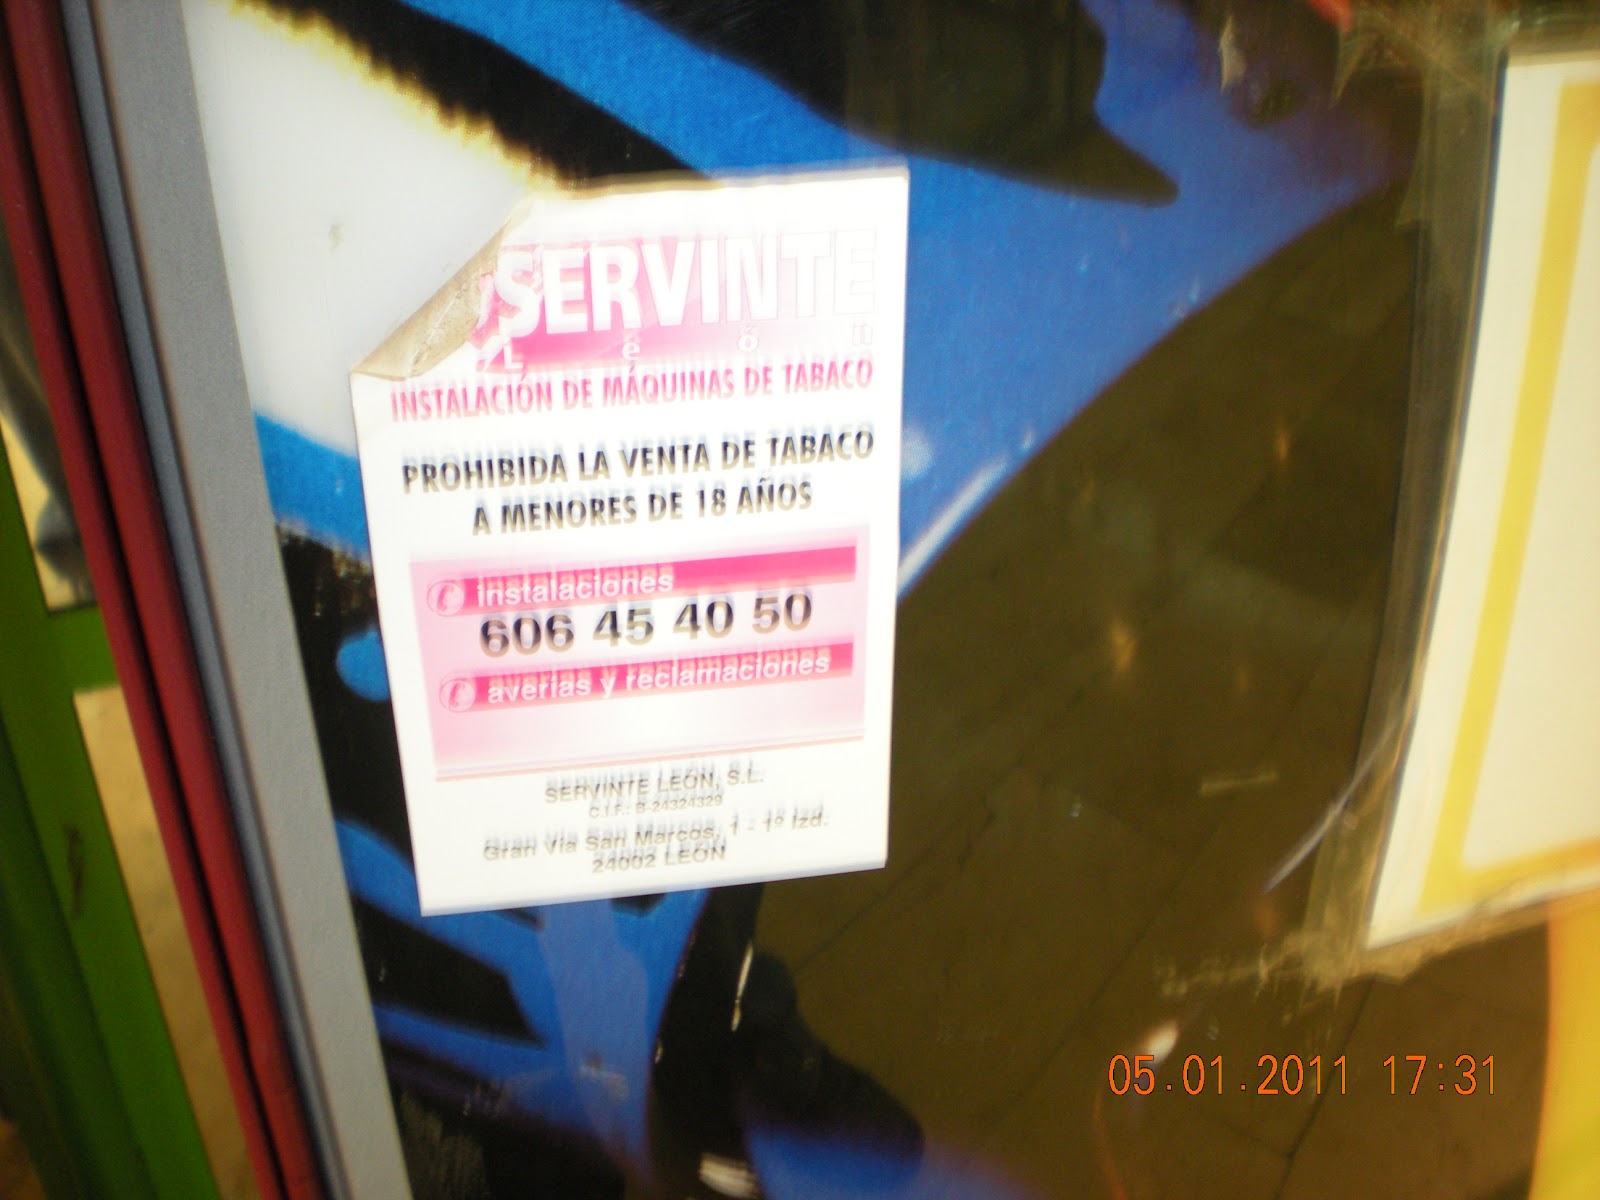 SERVINTE
León
INSTALACIÓN DE MÁQUINAS DE TABACO
PROHIBIDA LA VENTA DE TABACO
A MENORES DE 18 AÑOS
instalaciones
606 45 40 50
averías y reclamaciones
SERVINTE LEÓN, S.L.
C.I.F.: B-24324329
Gran Vía San Marcos, 1 - 1º Izd.
24002 LEÓN
05.01.2011 17:31